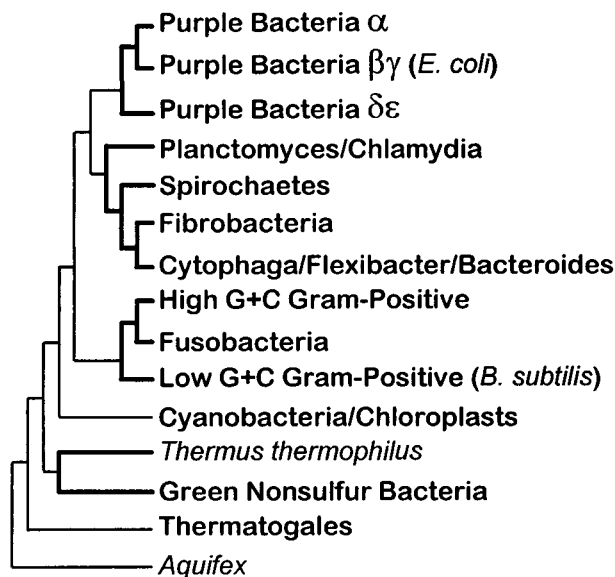 Purple Bacteria α
Purple Bacteria βγ (E. coli)
Purple Bacteria δε
Planctomyces/Chlamydia
Spirochaetes
Fibrobacteria
Cytophaga/Flexibacter/Bacteroides
High G+C Gram-Positive
Fusobacteria
Low G+C Gram-Positive (B. subtilis)
Cyanobacteria/Chloroplasts
Thermus thermophilus
Green Nonsulfur Bacteria
Thermatogales
Aquifex